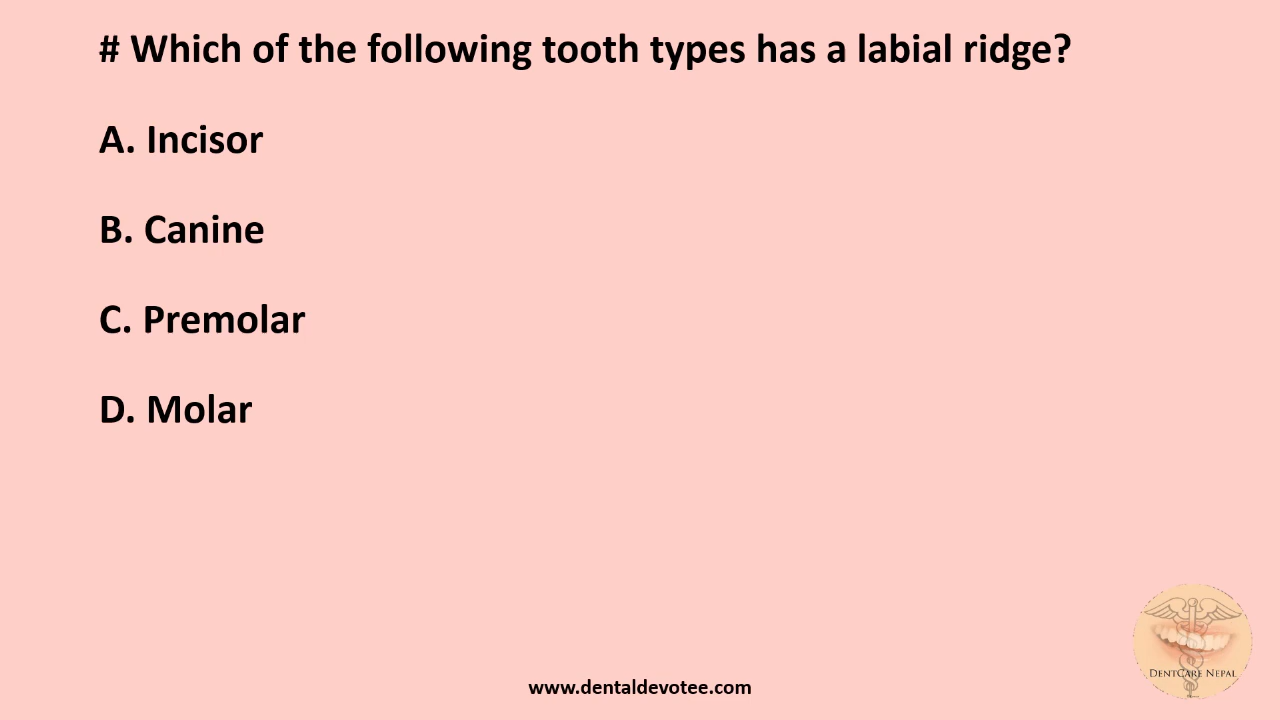 # Which of the following tooth types has a labial ridge?
A. Incisor
B. Canine
C. Premolar
D. Molar
www.dentaldevotee.com
DentCare Nepal